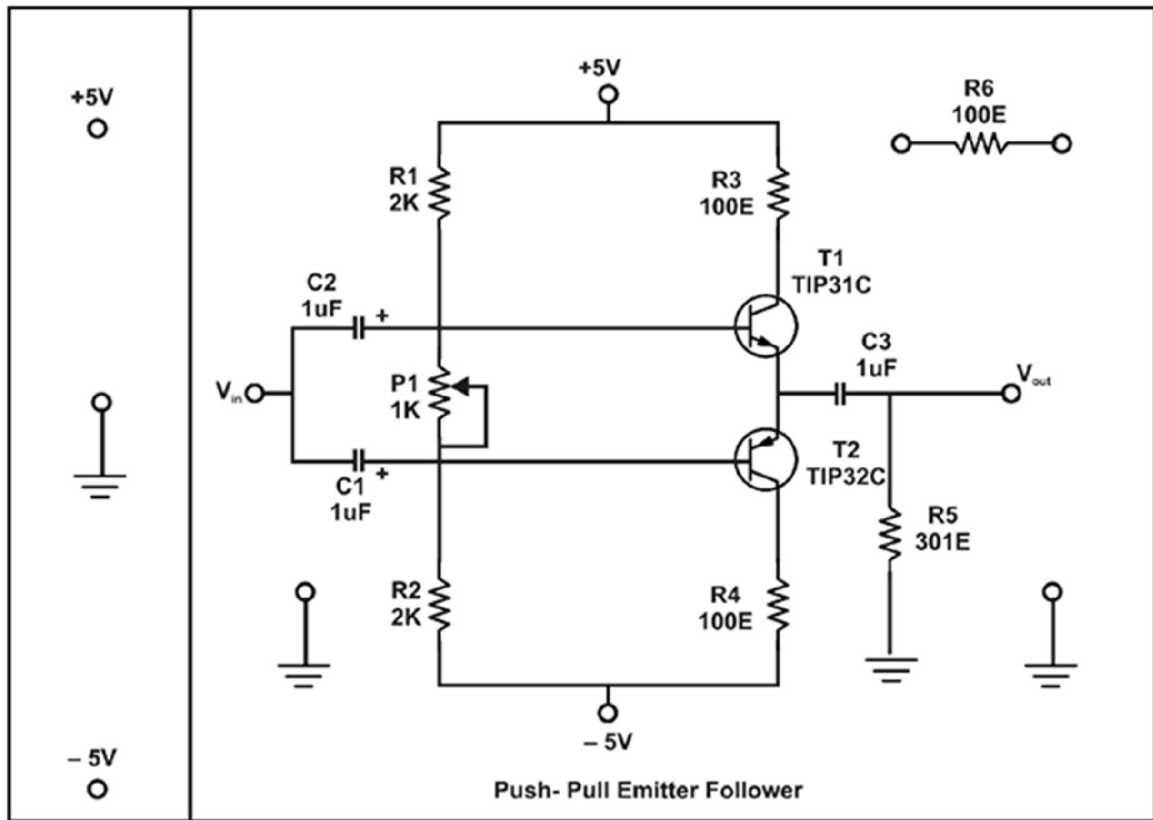 +5V
– 5V
+5V
R1
2K
R3
100E
R6
100E
T1
TIP31C
C2
1uF
+
P1
1K
Vin
C3
1uF
Vout
C1
1uF
+
T2
TIP32C
R2
2K
R4
100E
R5
301E
– 5V
Push- Pull Emitter Follower